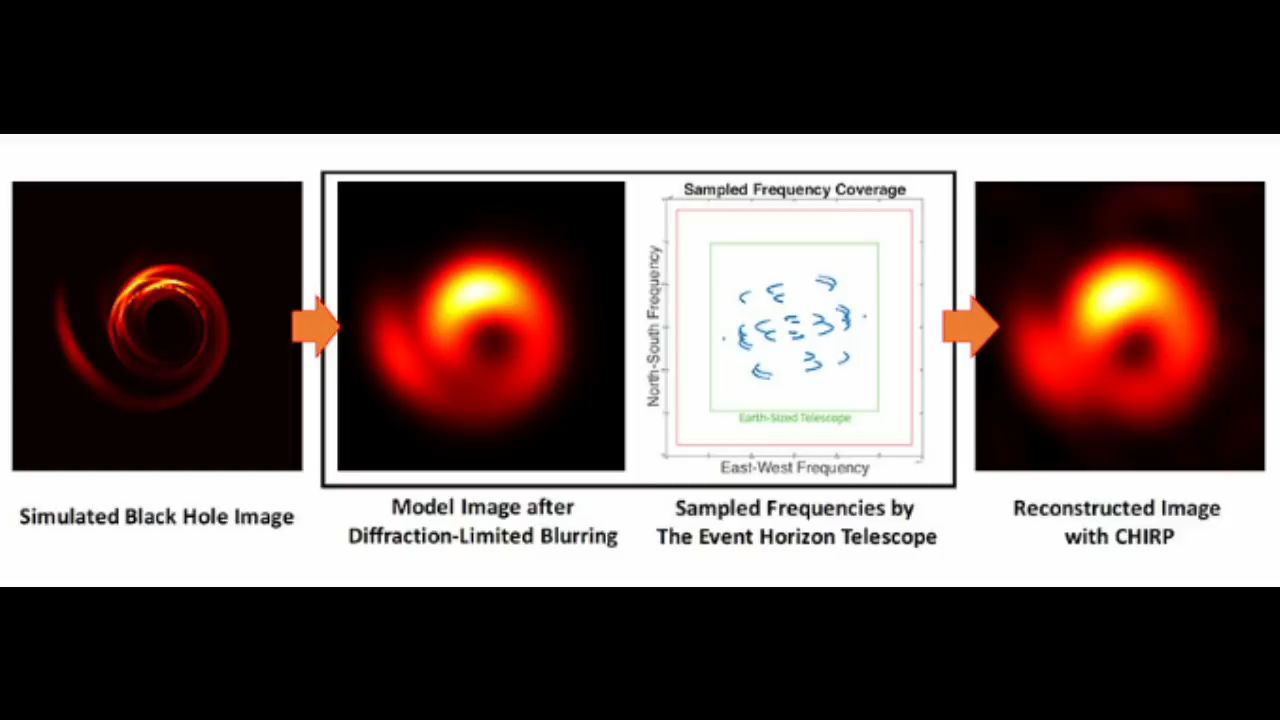 Sampled Frequency Coverage
North-South Frequency
Earth-Sized Telescope
East-West Frequency
Simulated Black Hole Image
Model Image after
Diffraction-Limited Blurring
Sampled Frequencies by
The Event Horizon Telescope
Reconstructed Image
with CHIRP